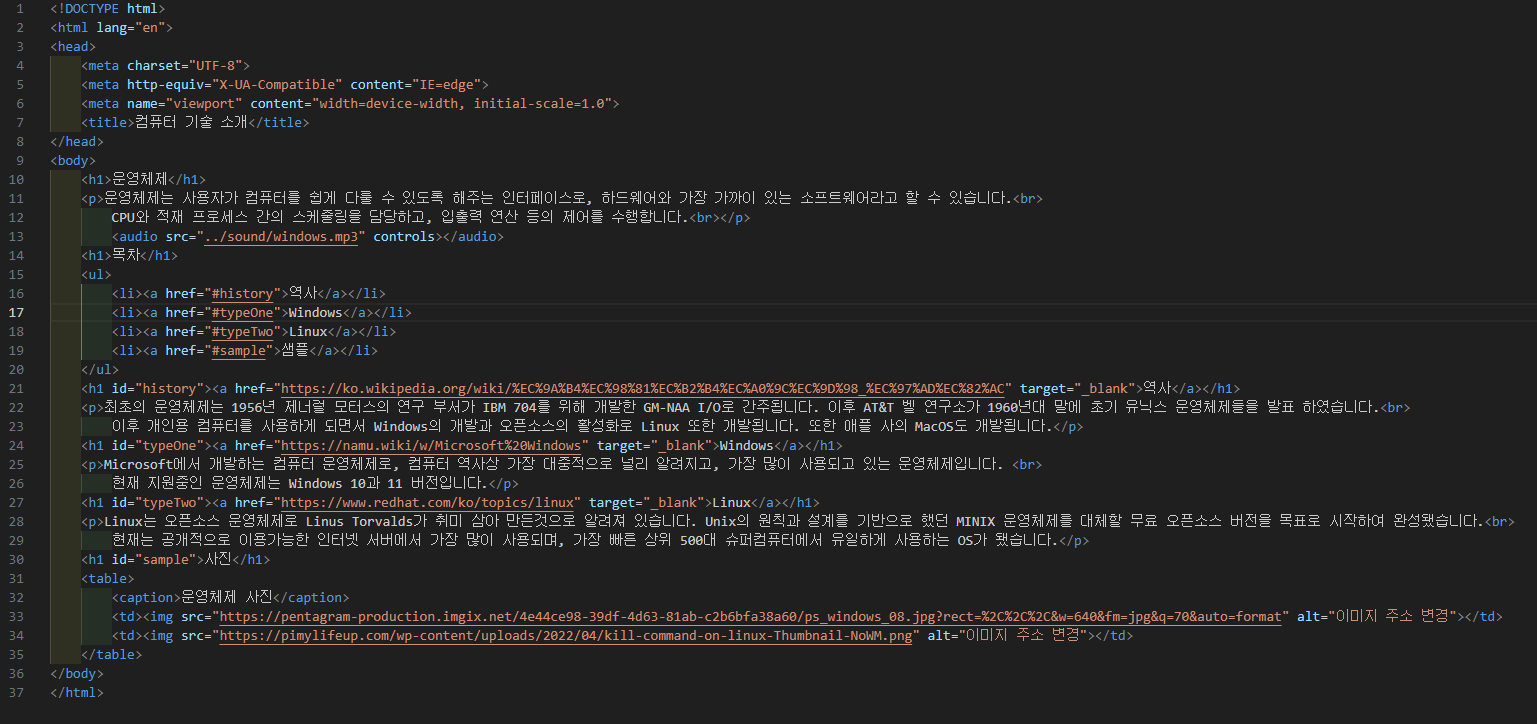 1 <!DOCTYPE html>
2 <html lang="en">
3 <head>
4 <meta charset="UTF-8">
5 <meta http-equiv="X-UA-Compatible" content="IE=edge">
6 <meta name="viewport" content="width=device-width, initial-scale=1.0">
7 <title>컴퓨터 기술 소개</title>
8 </head>
9 <body>
10 <h1>운영체제</h1>
11 <p>운영체제는 사용자가 컴퓨터를 쉽게 다룰 수 있도록 해주는 인터페이스로, 하드웨어와 가장 가까이 있는 소프트웨어라고 할 수 있습니다.<br>
12 CPU와 적재 프로세스 간의 스케줄링을 담당하고, 입출력 연산 등의 제어를 수행합니다.<br></p>
13 <audio src="../sound/windows.mp3" controls></audio>
14 <h1>목차</h1>
15 <ul>
16 <li><a href="#history">역사</a></li>
17 <li><a href="#typeOne">Windows</a></li>
18 <li><a href="#typeTwo">Linux</a></li>
19 <li><a href="#sample">샘플</a></li>
20 </ul>
21 <h1 id="history"><a href="https://ko.wikipedia.org/wiki/%EC%9A%B4%EC%98%81%EC%B2%B4%EC%A0%9C%EC%9D%98_%EC%97%AD%EC%82%AC" target="_blank">역사</a></h1>
22 <p>최초의 운영체제는 1956년 제너럴 모터스의 연구 부서가 IBM 704를 위해 개발한 GM-NAA I/O로 간주됩니다. 이후 AT&T 벨 연구소가 1960년대 말에 초기 유닉스 운영체제들을 발표 하였습니다.<br>
23 이후 개인용 컴퓨터를 사용하게 되면서 Windows의 개발과 오픈소스의 활성화로 Linux 또한 개발됩니다. 또한 애플 사의 MacOS도 개발됩니다.</p>
24 <h1 id="typeOne"><a href="https://namu.wiki/w/Microsoft%20Windows" target="_blank">Windows</a></h1>
25 <p>Microsoft에서 개발하는 컴퓨터 운영체제로, 컴퓨터 역사상 가장 대중적으로 널리 알려지고, 가장 많이 사용되고 있는 운영체제입니다. <br>
26 현재 지원중인 운영체제는 Windows 10과 11 버전입니다.</p>
27 <h1 id="typeTwo"><a href="https://www.redhat.com/ko/topics/linux" target="_blank">Linux</a></h1>
28 <p>Linux는 오픈소스 운영체제로 Linus Torvalds가 취미 삼아 만든것으로 알려져 있습니다. Unix의 원칙과 설계를 기반으로 했던 MINIX 운영체제를 대체할 무료 오픈소스 버전을 목표로 시작하여 완성됐습니다.<br>
29 현재는 공개적으로 이용가능한 인터넷 서버에서 가장 많이 사용되며, 가장 빠른 상위 500대 슈퍼컴퓨터에서 유일하게 사용하는 OS가 됐습니다.</p>
30 <h1 id="sample">사진</h1>
31 <table>
32 <caption>운영체제 사진</caption>
33 <td><img src="https://pentagram-production.imgix.net/4e44ce98-39df-4d63-81ab-c2b6bfa38a60/ps_windows_08.jpg?rect=%2C%2C%2C&w=640&fm=jpg&q=70&auto=format" alt="이미지 주소 변경"></td>
34 <td><img src="https://pimylifeup.com/wp-content/uploads/2022/04/kill-command-on-linux-Thumbnail-NoWM.png" alt="이미지 주소 변경"></td>
35 </table>
36 </body>
37 </html>